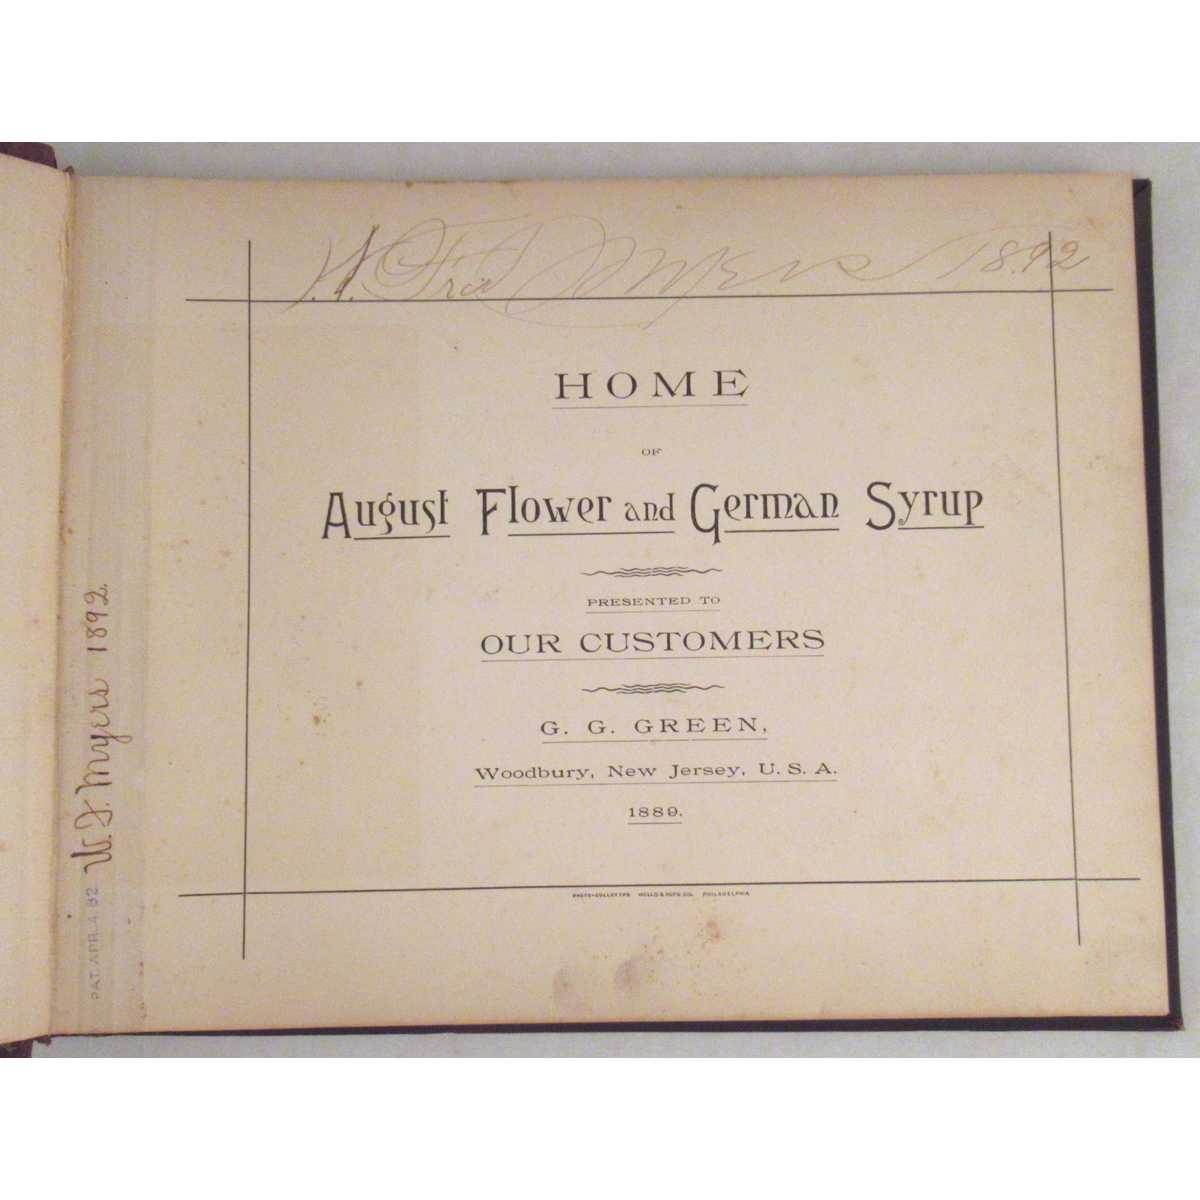 Myers 1892
HOME
OF
August Flower and German Syrup
PRESENTED TO
OUR CUSTOMERS
G. G. GREEN,
Woodbury, New Jersey, U. S. A.
1889.
PHILADELPHIA
PAT. APR. 4. 82
W. F. Myers 1892.